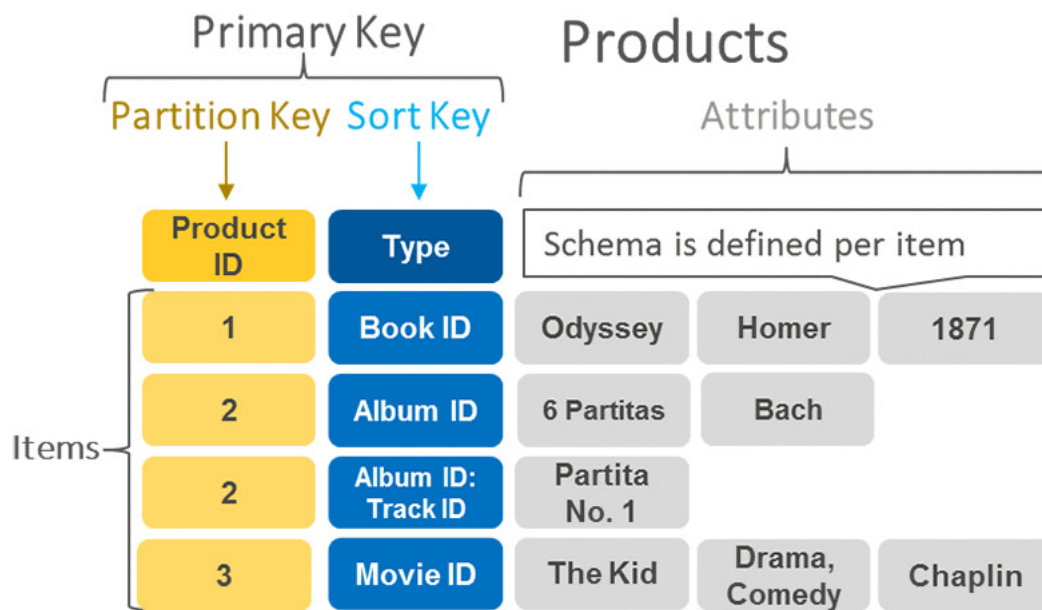 Primary Key
Products
Partition Key
Sort Key
Attributes
Product
ID
Type
Schema is defined per item
Items
1
Book ID
Odyssey
Homer
1871
2
Album ID
6 Partitas
Bach
2
Album ID:
Track ID
Partita
No. 1
3
Movie ID
The Kid
Drama,
Comedy
Chaplin